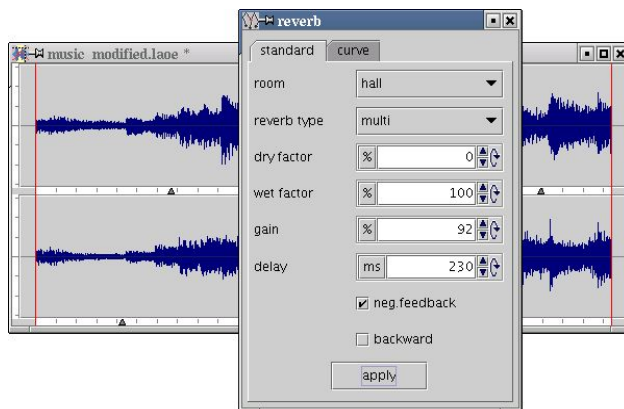 reverb
music modified.laoe *
standard curve
room hall
reverb type multi
dry factor % 0
wet factor % 100
gain % 92
delay ms 230
neg.feedback
backward
apply